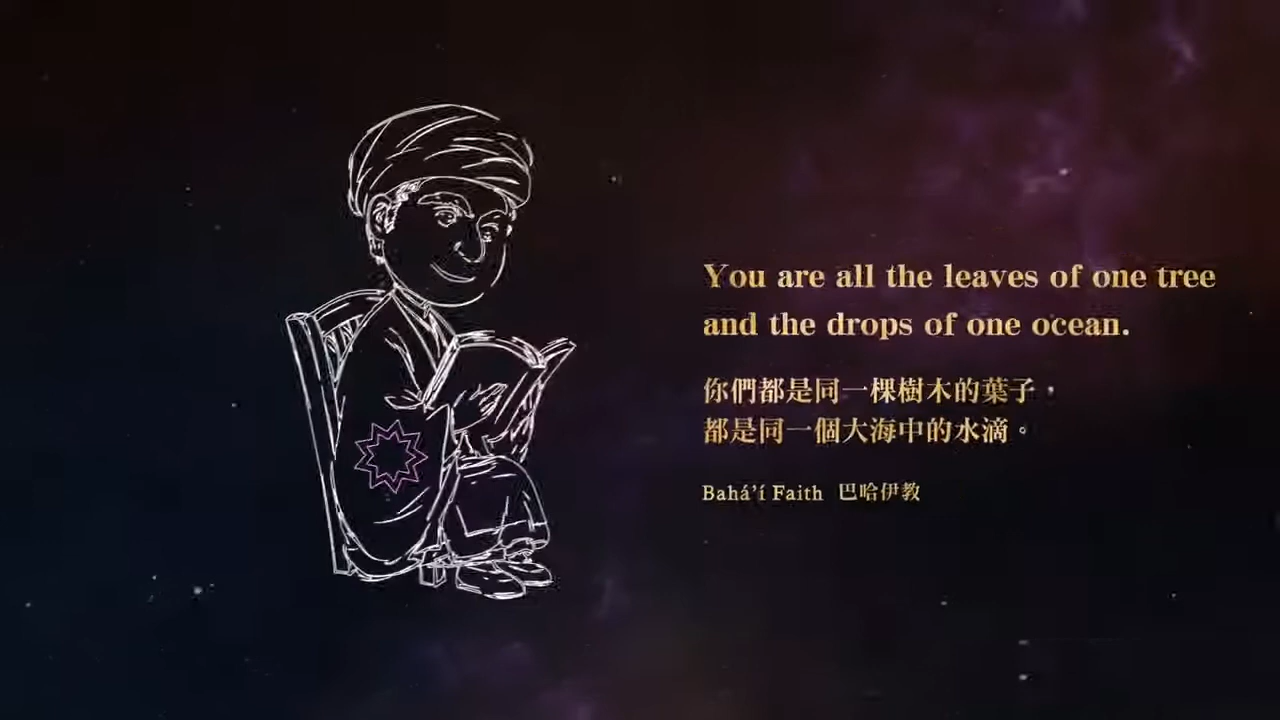 You are all the leaves of one tree
and the drops of one ocean.
你們都是同一棵樹木的葉子，
都是同一個大海中的水滴。
Bahá’í Faith 巴哈伊教